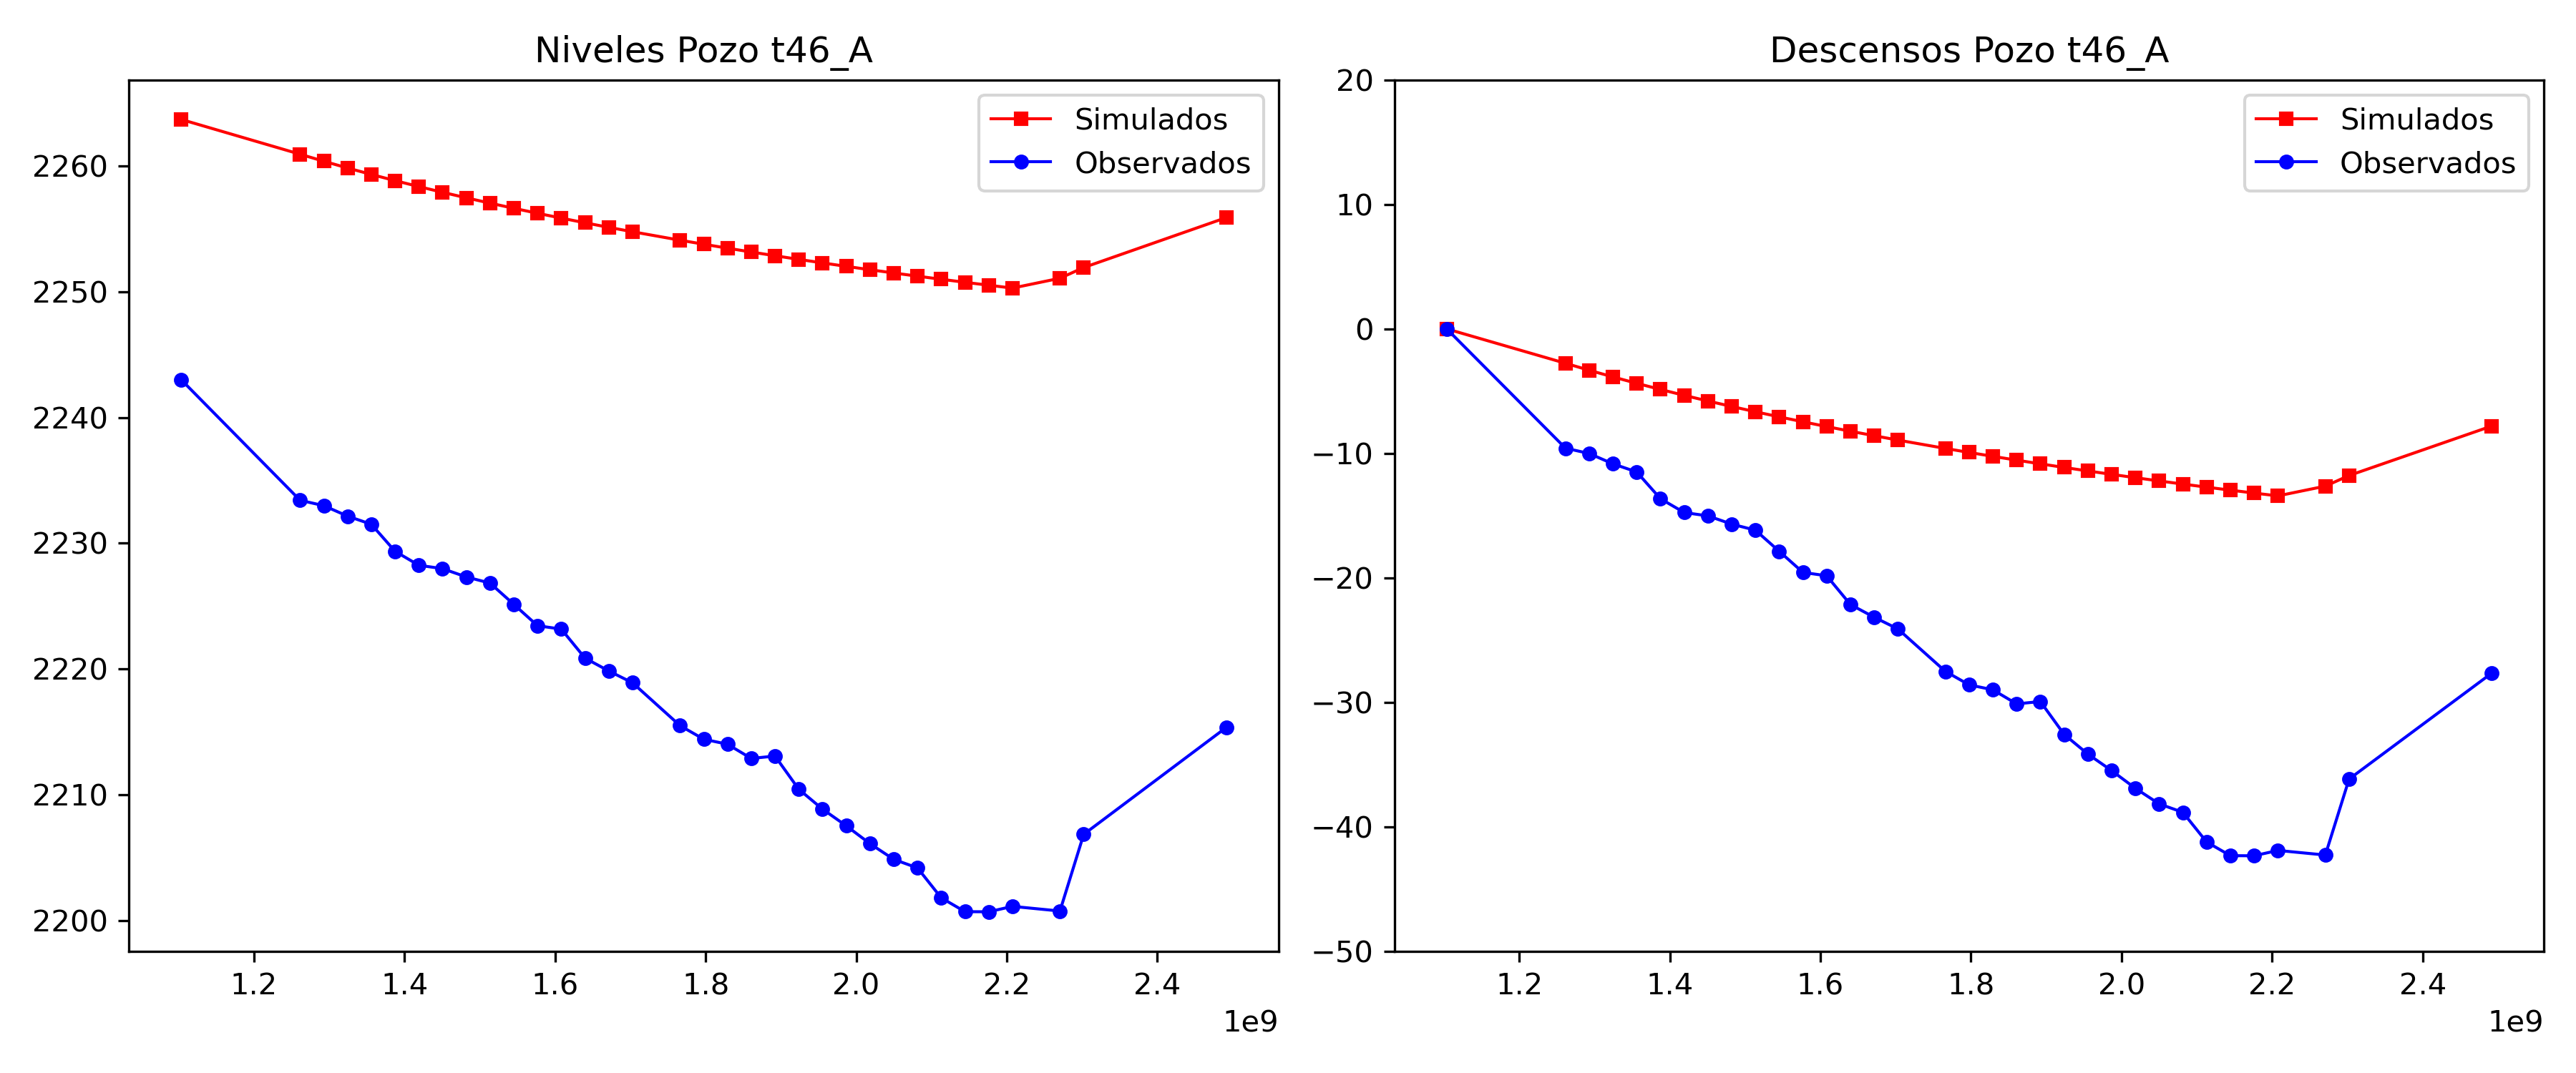 Niveles Pozo t46_A
Simulados
Observados
2260
2250
2240
2230
2220
2210
2200
1.2 1.4 1.6 1.8 2.0 2.2 2.4
1e9
Descensos Pozo t46_A
Simulados
Observados
20
10
0
−10
−20
−30
−40
−50
1.2 1.4 1.6 1.8 2.0 2.2 2.4
1e9